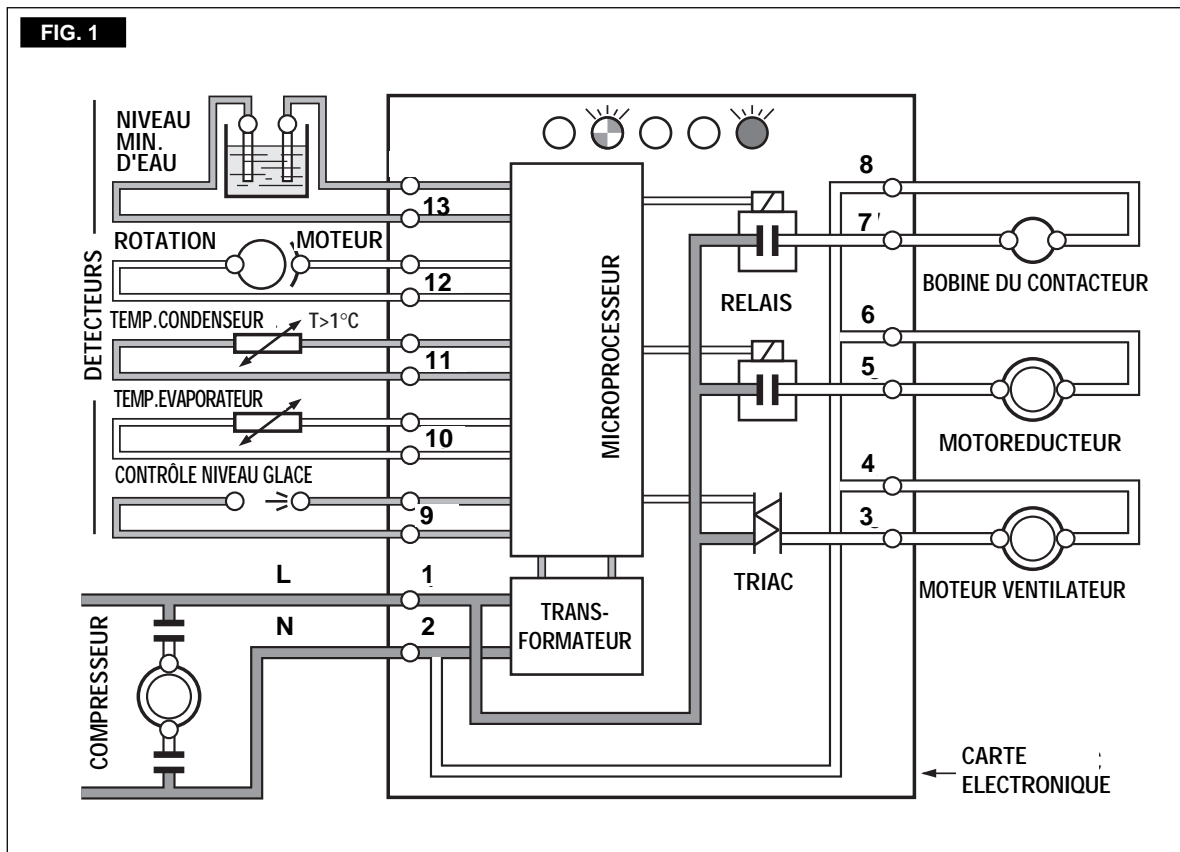 FIG. 1
NIVEAU
MIN.
D'EAU
13
ROTATION MOTEUR
12
TEMP.CONDENSEUR T>1°C
11
TEMP.EVAPORATEUR
10
CONTRÔLE NIVEAU GLACE
9
DETECTEURS
L 1
N 2
COMPRESSEUR
MICROPROCESSEUR
TRANS-
FORMATEUR
RELAIS
TRIAC
8
7
BOBINE DU CONTACTEUR
6
5
MOTOREDUCTEUR
4
3
MOTEUR VENTILATEUR
CARTE
ELECTRONIQUE